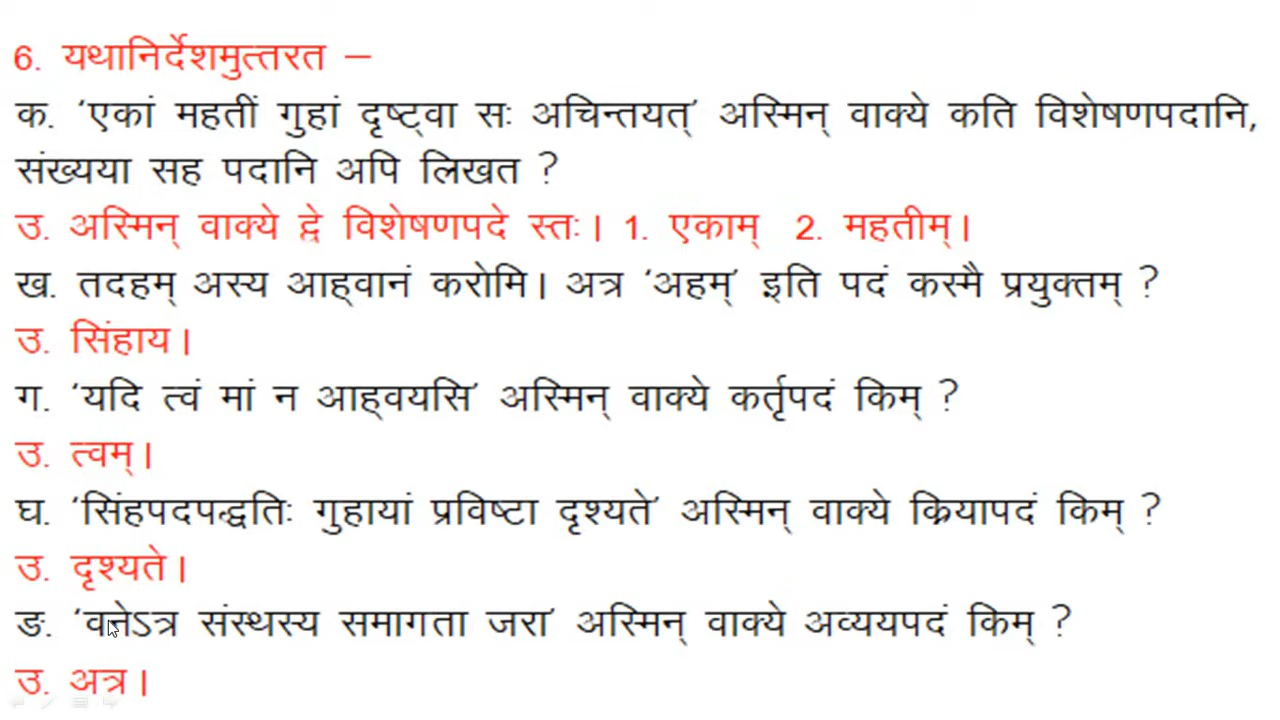 6. यथानिर्देशमुत्तरत –
क. ‘एकां महतीं गुहां दृष्ट्वा सः अचिन्तयत्’ अस्मिन् वाक्ये कति विशेषणपदानि,
संख्यया सह पदानि अपि लिखत ?
उ. अस्मिन् वाक्ये द्वे विशेषणपदे स्तः। 1. एकाम् 2. महतीम्।
ख. तदहम् अस्य आह्वानं करोमि। अत्र ‘अहम्’ इति पदं कस्मै प्रयुक्तम् ?
उ. सिंहाय।
ग. ‘यदि त्वं मां न आह्वयसि’ अस्मिन् वाक्ये कर्तृपदं किम् ?
उ. त्वम्।
घ. ‘सिंहपदपद्धतिः गुहायां प्रविष्टा दृश्यते’ अस्मिन् वाक्ये क्रियापदं किम् ?
उ. दृश्यते।
ङ. ‘वनेऽत्र संस्थस्य समागता जरा’ अस्मिन् वाक्ये अव्ययपदं किम् ?
उ. अत्र।